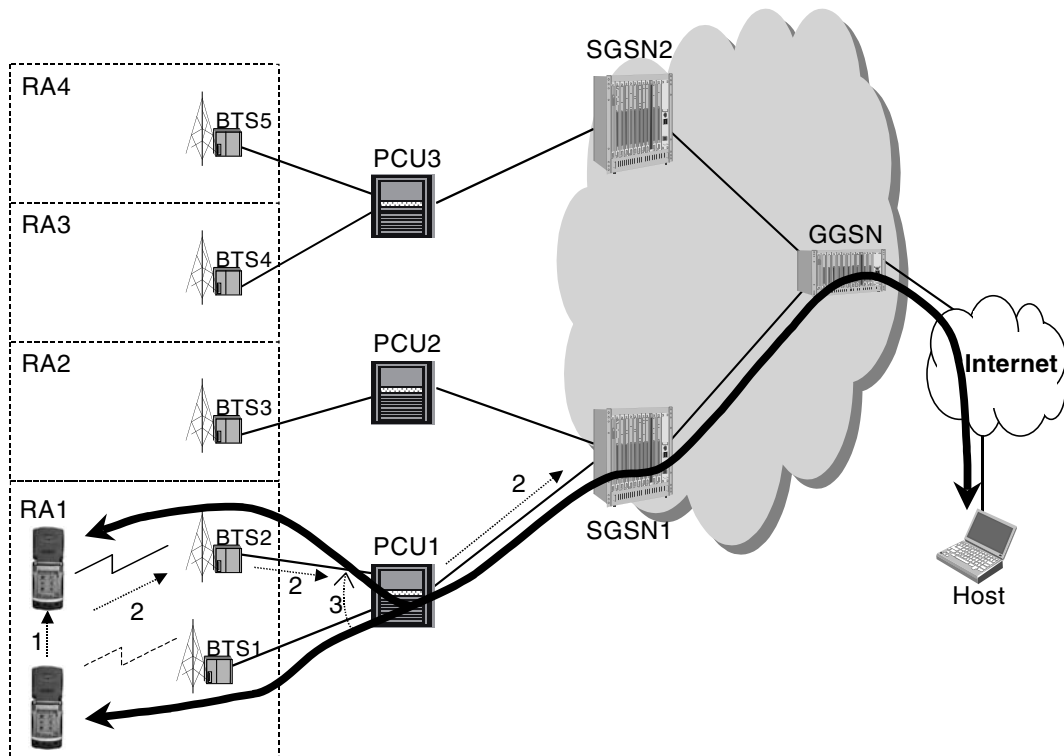 SGSN2
RA4
BTS5
PCU3
RA3
GGSN
BTS4
RA2
PCU2
Internet
BTS3
2
RA1
SGSN1
BTS2
PCU1
2
2
3
Host
1
BTS1